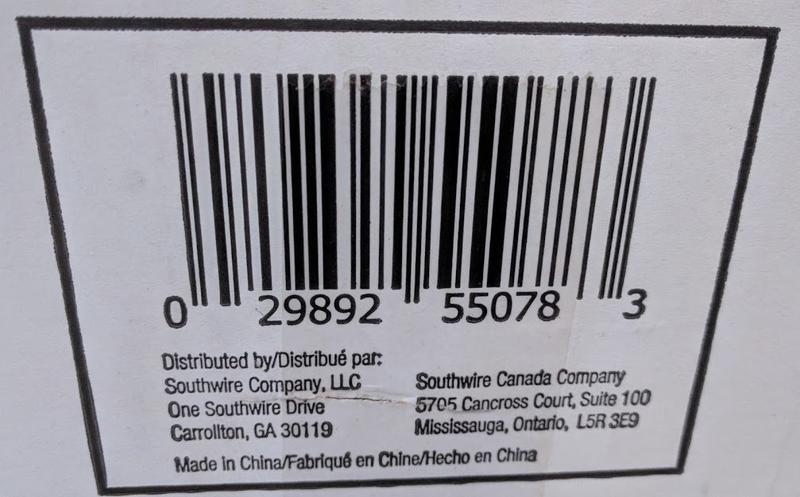 0 29892 55078 3
Distributed by/Distribué par:
Southwire Company, LLC
One Southwire Drive
Carrollton, GA 30119
Southwire Canada Company
5705 Cancross Court, Suite 100
Mississauga, Ontario, L5R 3E9
Made in China/Fabriqué en Chine/Hecho en China